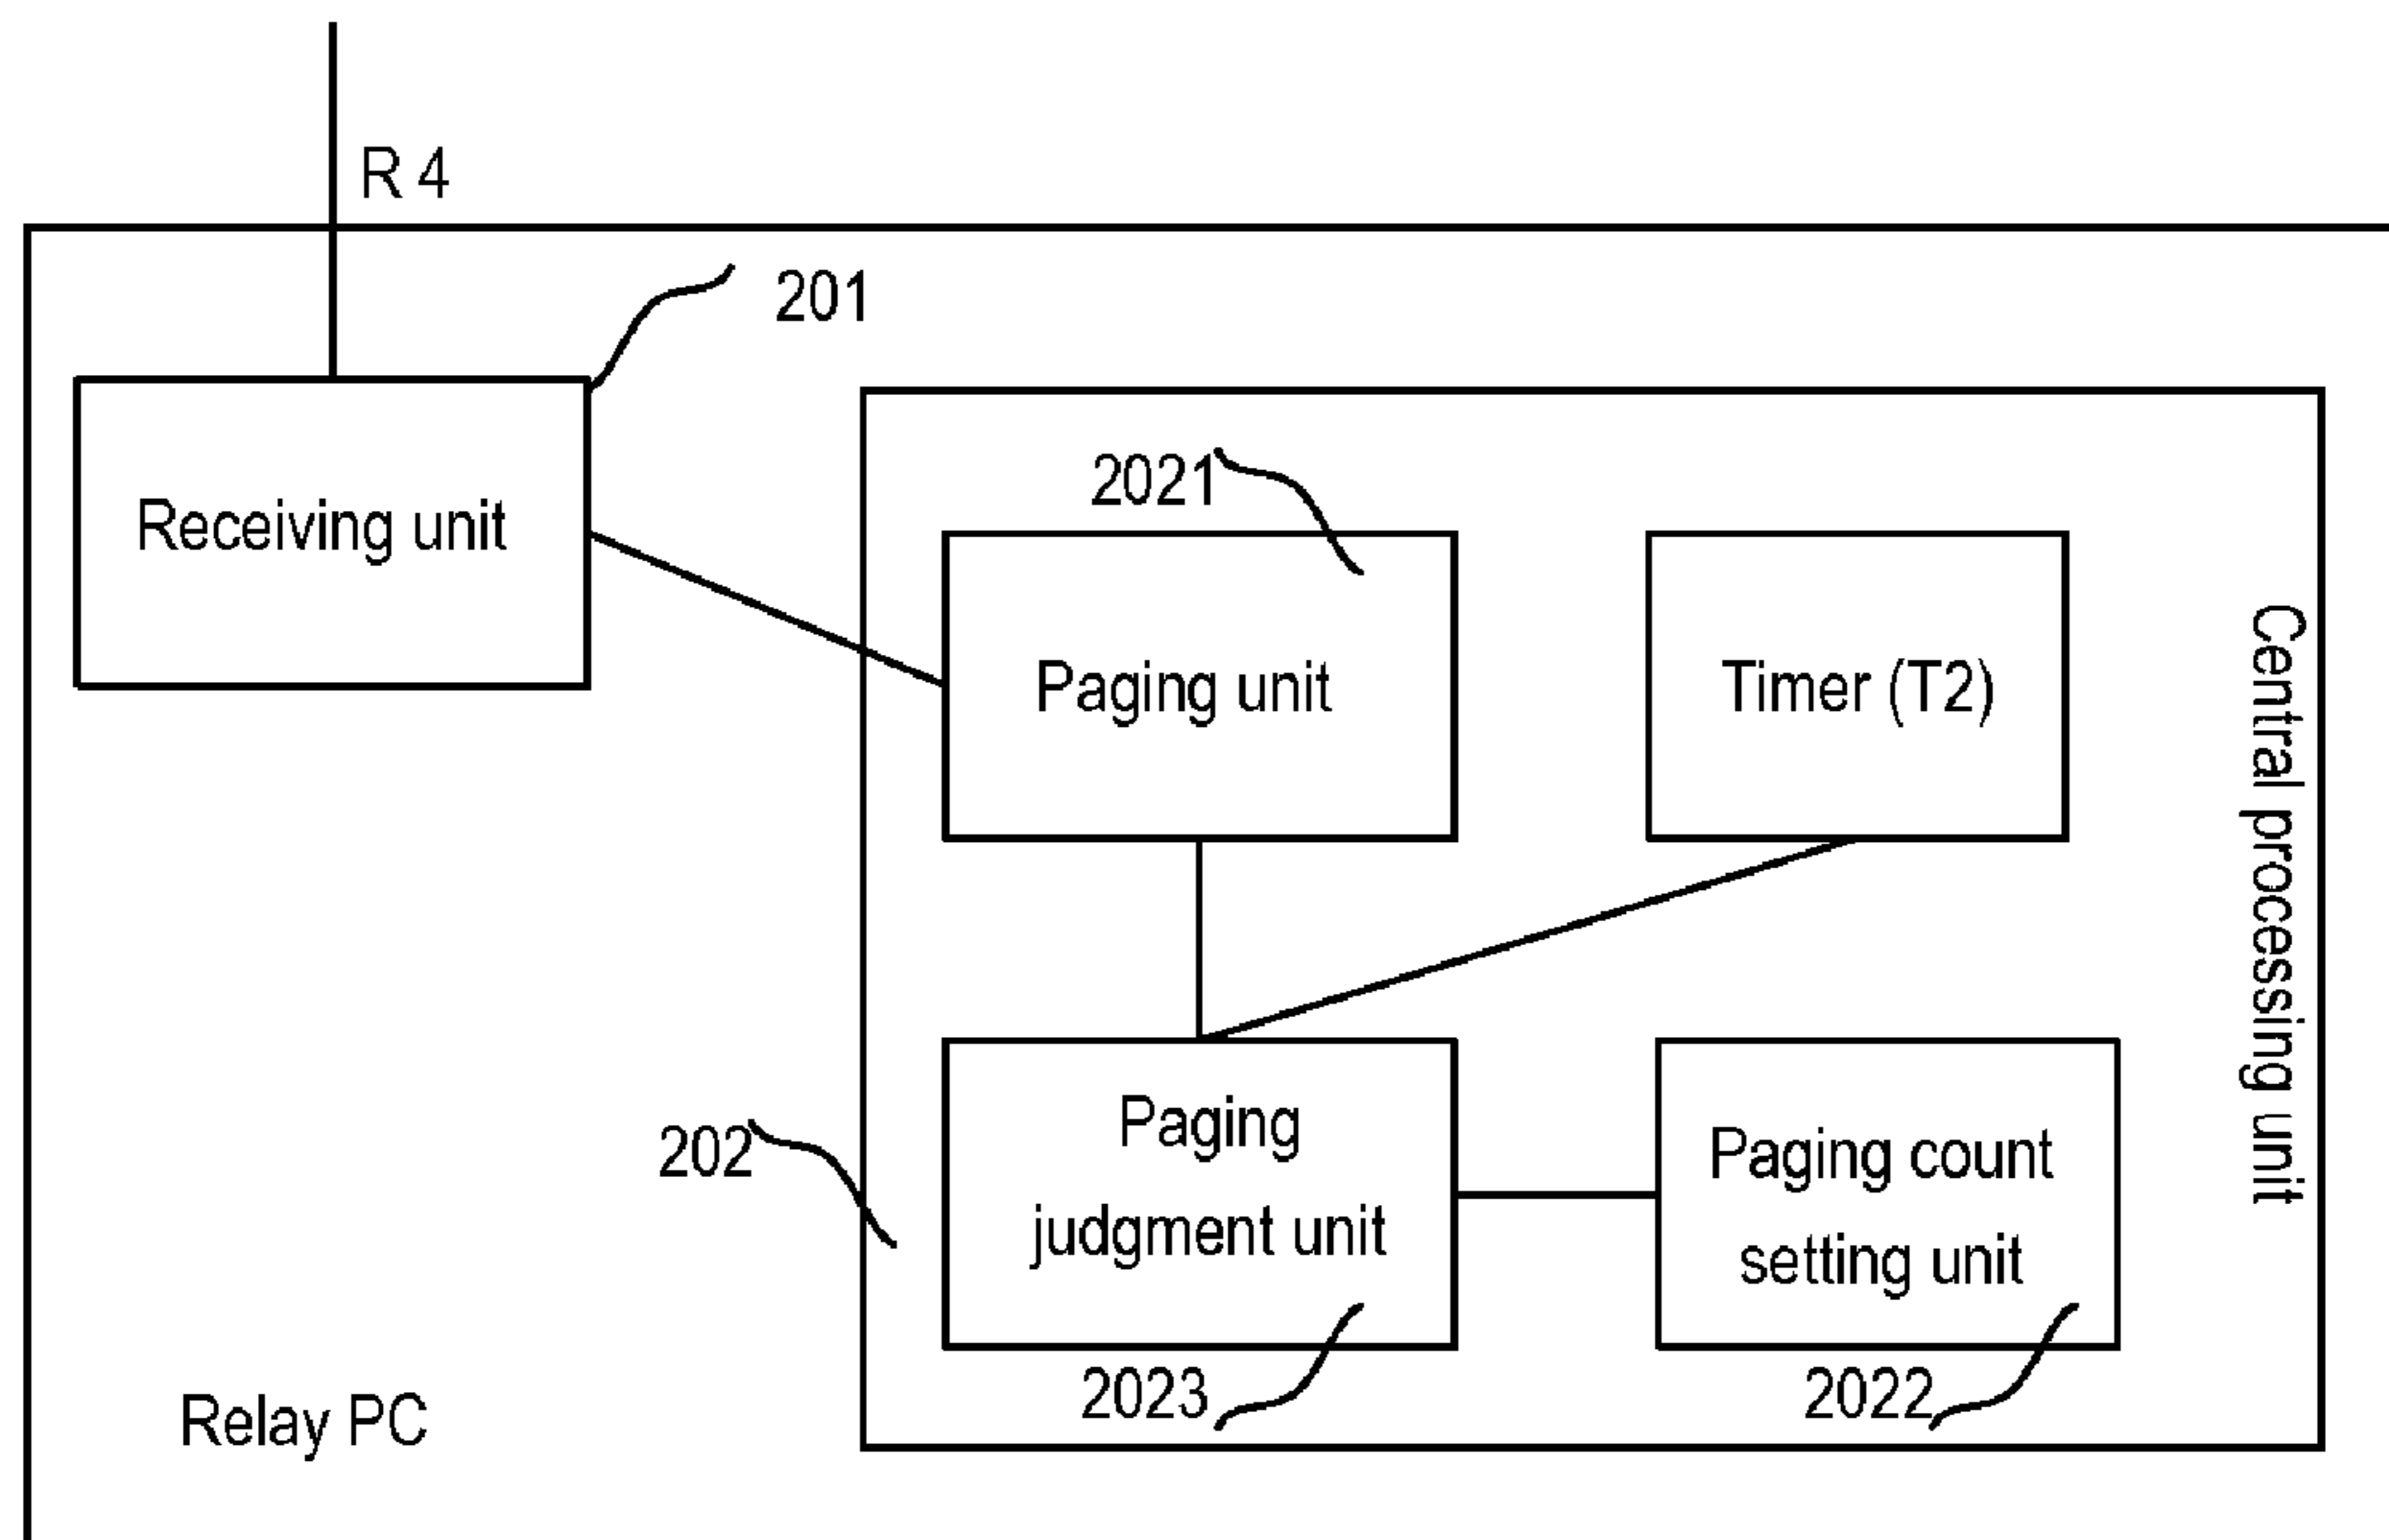 R 4
201
Receiving unit
2021
Paging unit
Timer (T2)
Central processing unit
202
Paging
judgment unit
Paging count
setting unit
2023
2022
Relay PC